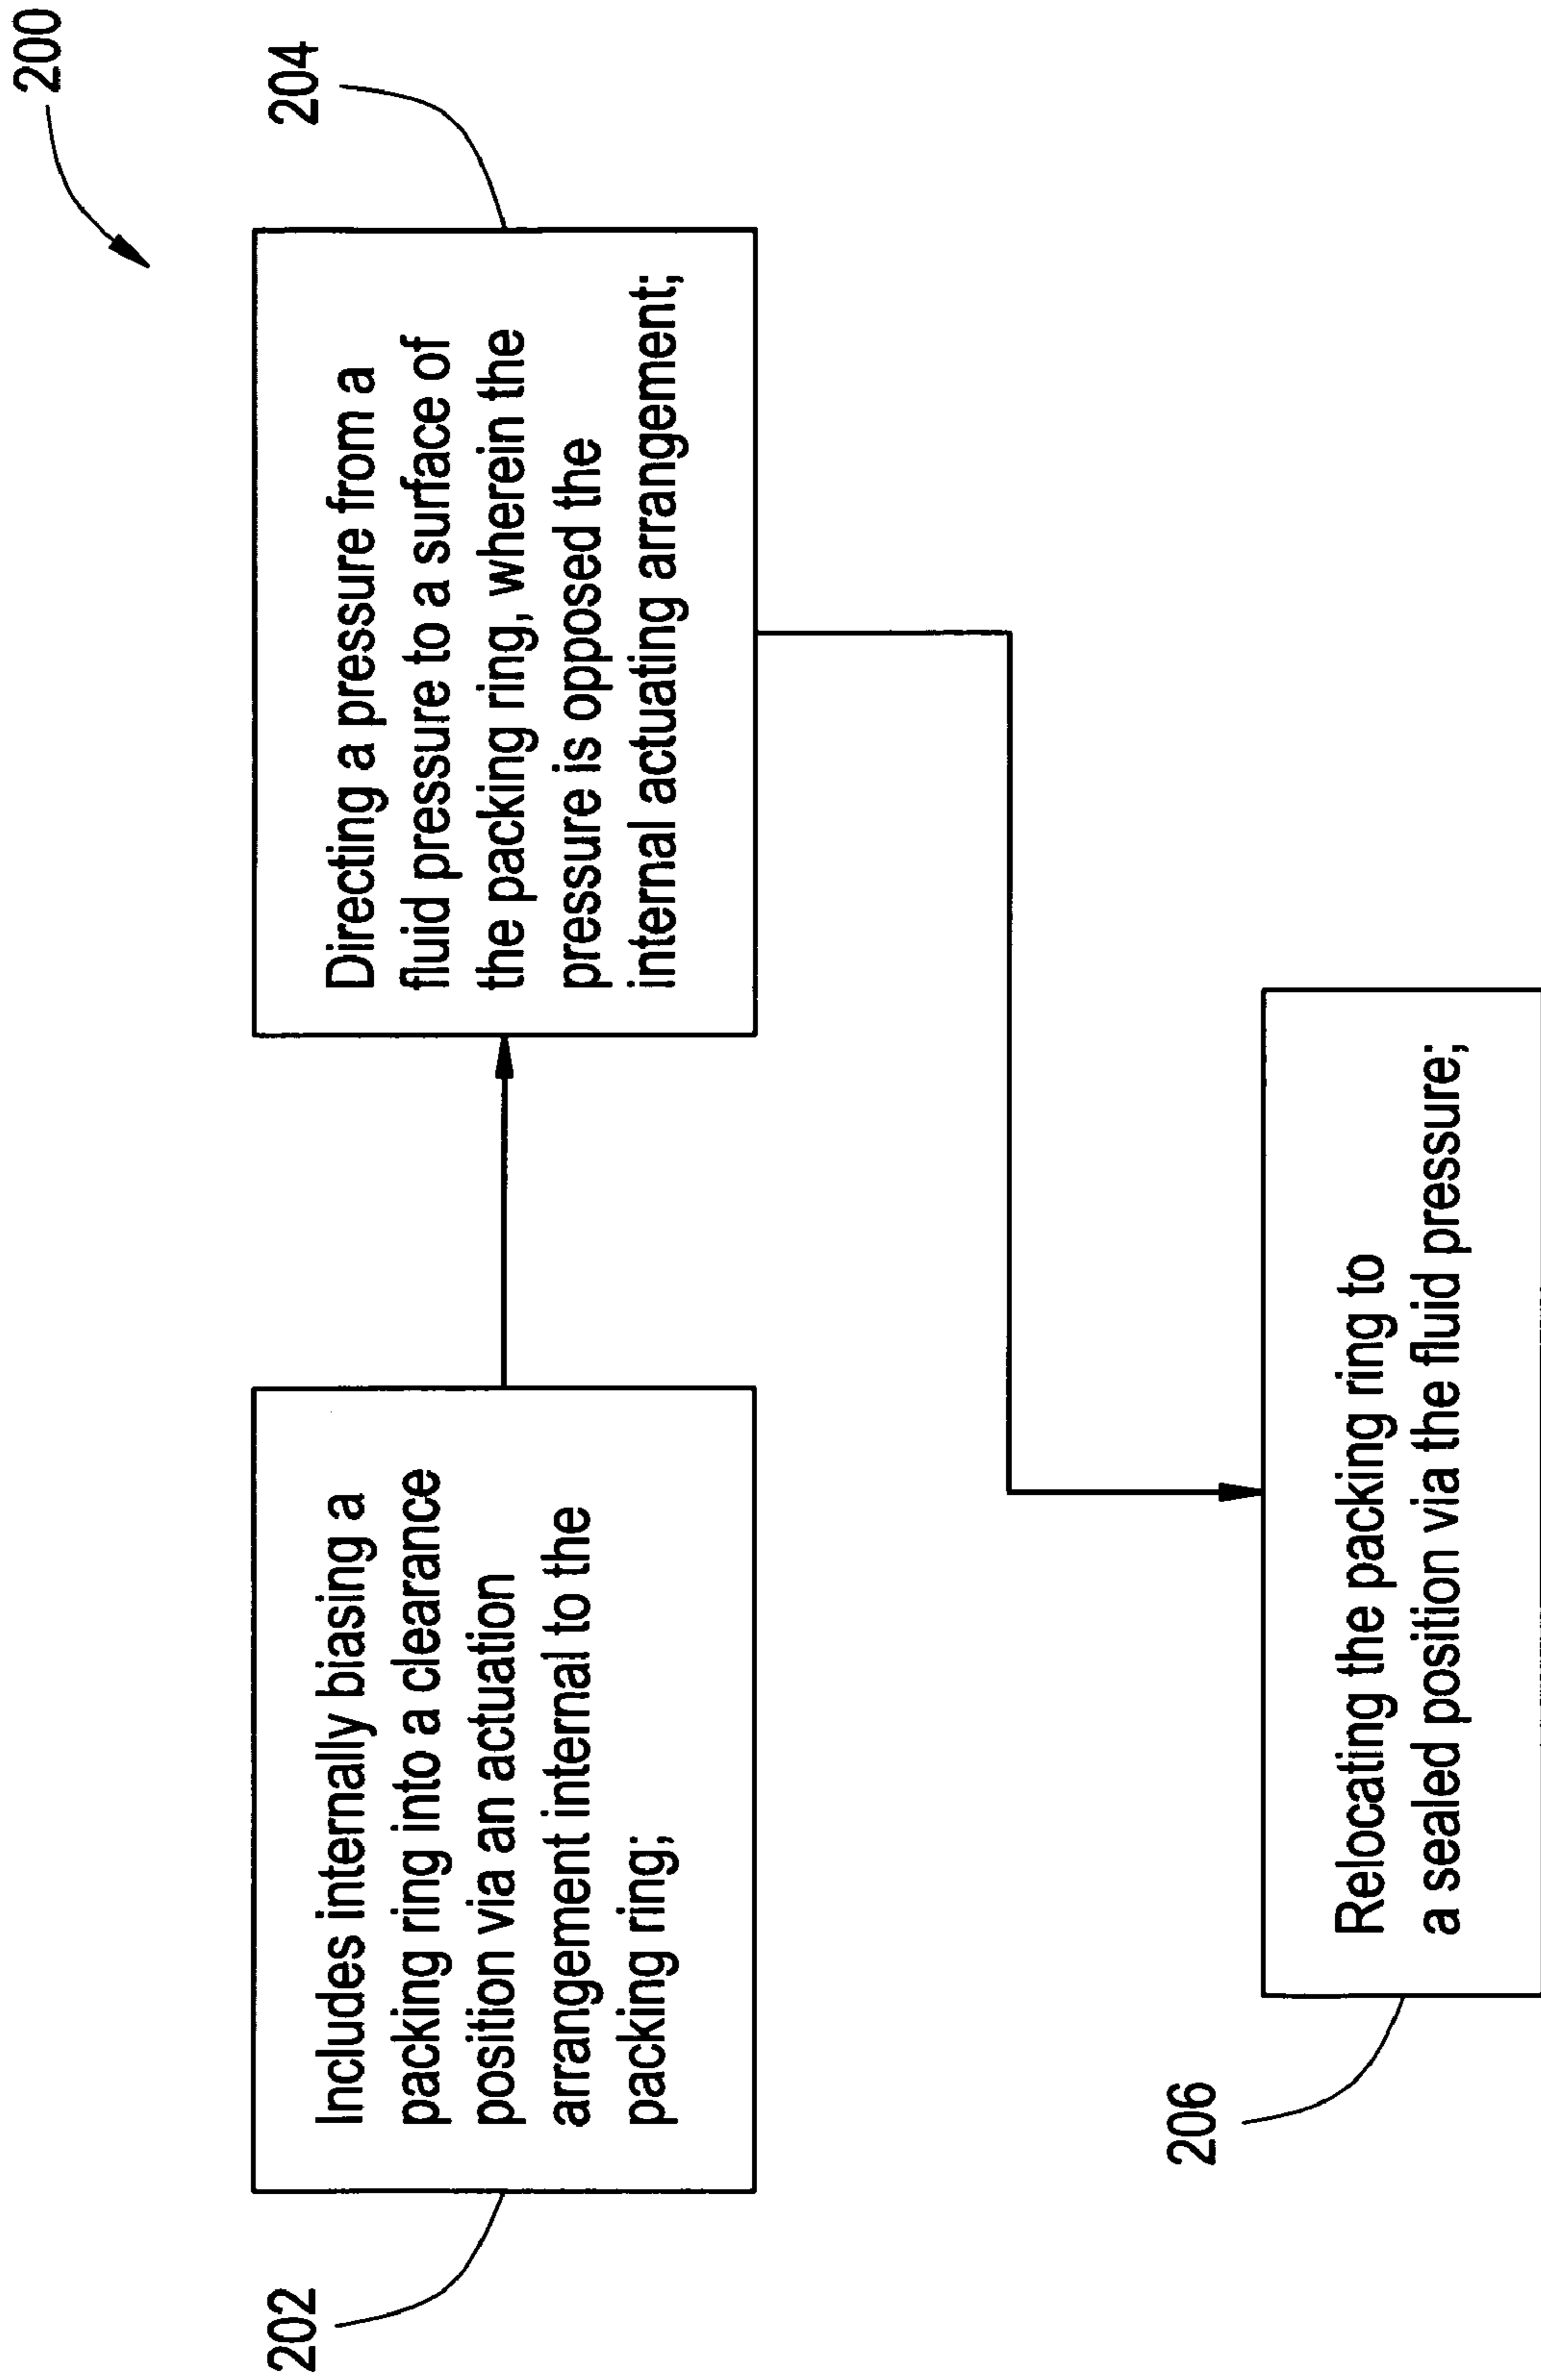 200
202
Includes internally biasing a
packing ring into a clearance
position via an actuation
arrangement internal to the
packing ring;
204
Directing a pressure from a
fluid pressure to a surface of
the packing ring, wherein the
pressure is opposed the
internal actuating arrangement;
206
Relocating the packing ring to
a sealed position via the fluid pressure;